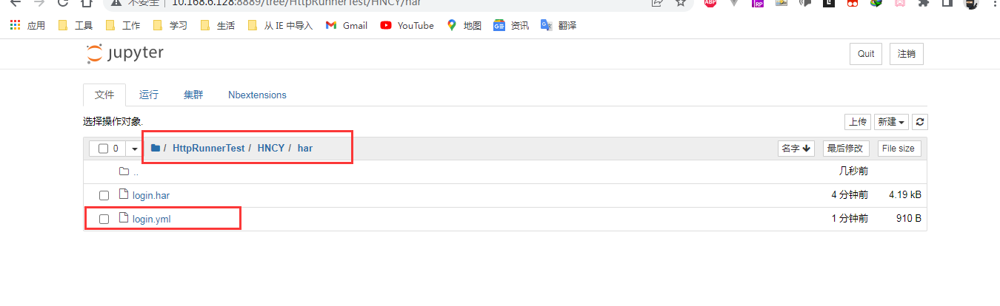 不安全 10.168.6.128:8889/tree/HttpRunnerTest/HNCY/har
应用 工具 工作 学习 生活 从 IE 中导入 Gmail YouTube 地图 资讯 翻译
jupyter Quit 注销
文件 运行 集群 Nbextensions
选择操作对象. 上传 新建
0 / HttpRunnerTest / HNCY / har 名字 最后修改 File size
.. 几秒前
login.har 4 分钟前 4.19 kB
login.yml 1 分钟前 910 B